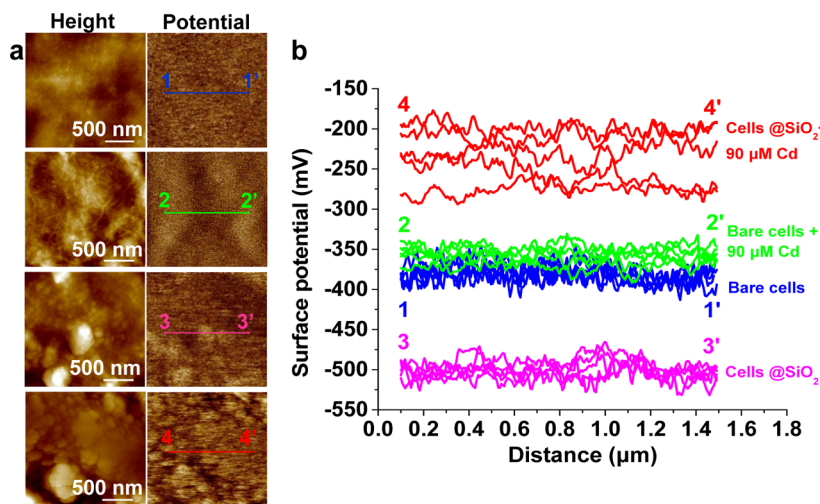 Height Potential
a
1 1'
500 nm
2 2'
500 nm
3 3'
500 nm
4 4'
500 nm
b
Surface potential (mV)
-150
-200
-250
-300
-350
-400
-450
-500
-550
4 4'
Cells @SiO2-
90 µM Cd
2 2'
Bare cells +
90 µM Cd
Bare cells
1 1'
3 3'
Cells @SiO2
0.0 0.2 0.4 0.6 0.8 1.0 1.2 1.4 1.6 1.8
Distance (µm)